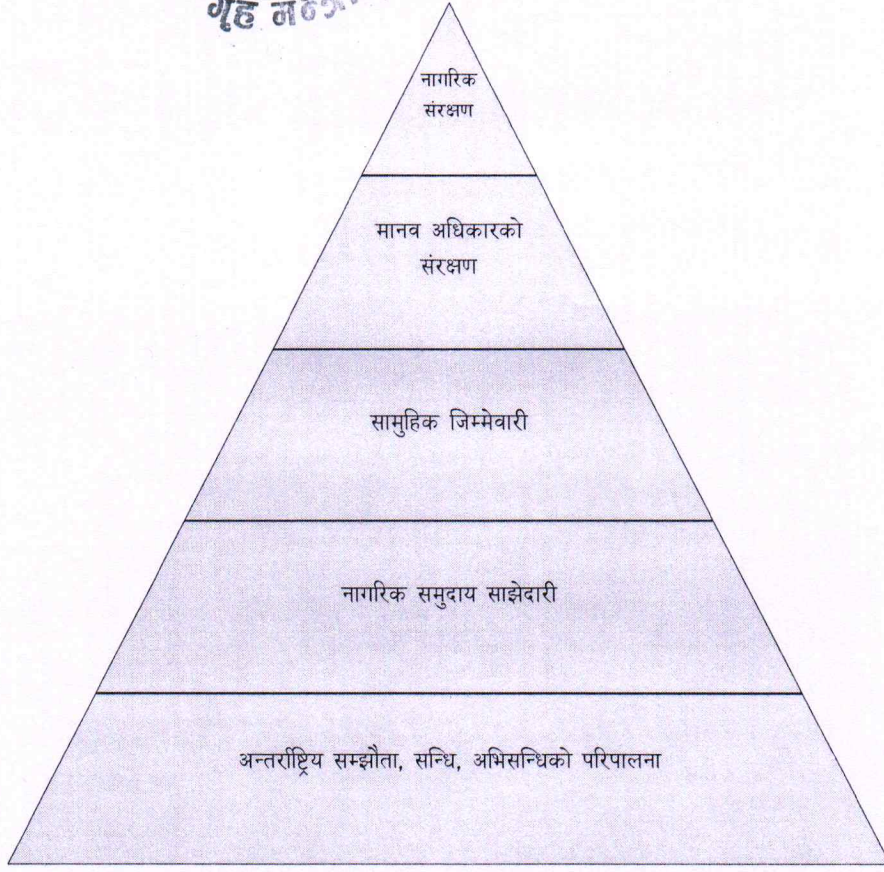 गृह
नागरिक
संरक्षण
मानव अधिकारको
संरक्षण
सामुहिक जिम्मेवारी
नागरिक समुदाय साझेदारी
अन्तर्राष्ट्रिय सम्झौता, सन्धि, अभिसन्धिको परिपालना